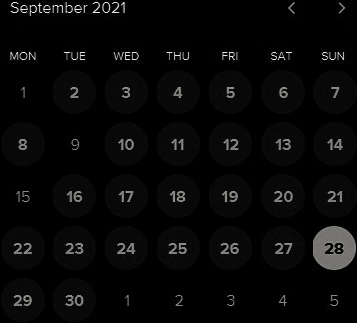 September 2021
MON TUE WED THU FRI SAT SUN
1 2 3 4 5 6 7
8 9 10 11 12 13 14
15 16 17 18 19 20 21
22 23 24 25 26 27 28
29 30 1 2 3 4 5